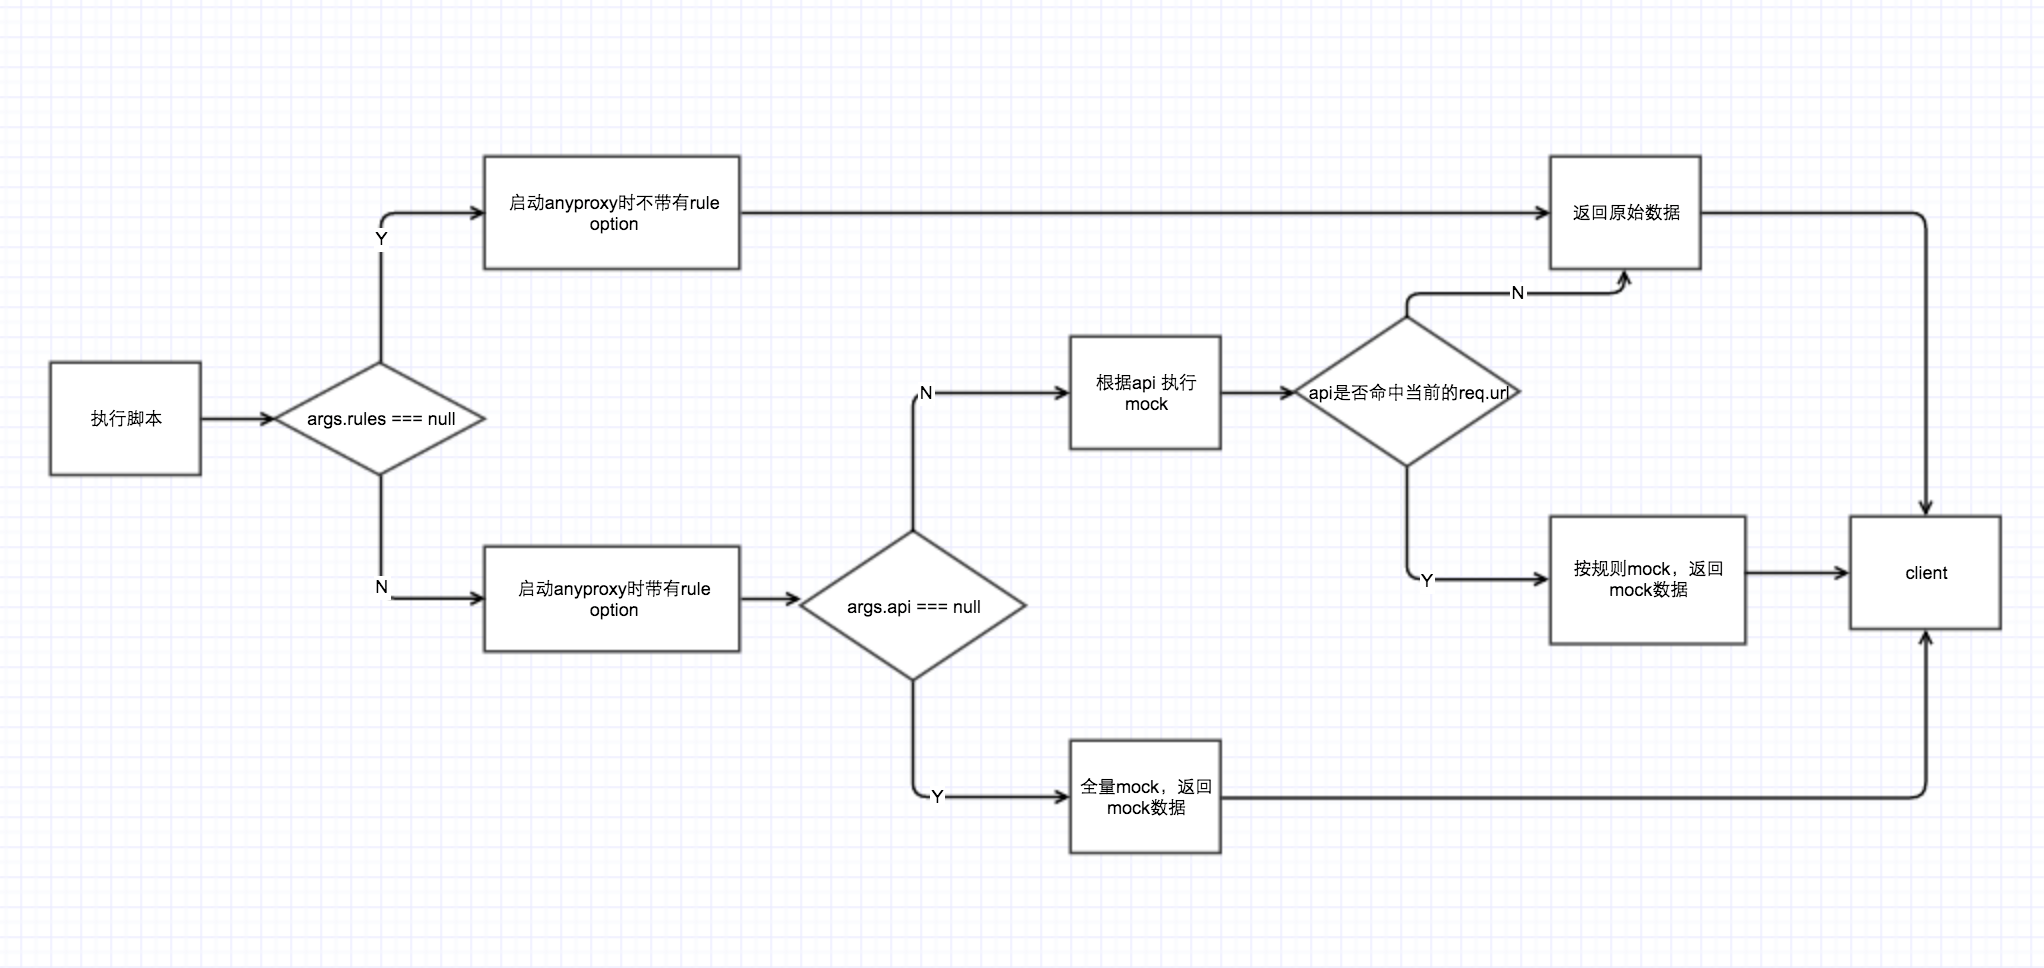 启动anyproxy时不带有rule
option
返回原始数据
Y
N
根据api 执行
mock
N
api是否命中当前的req.url
执行脚本
args.rules === null
N
启动anyproxy时带有rule
option
args.api === null
Y
按规则mock，返回
mock数据
client
Y
全量mock，返回
mock数据